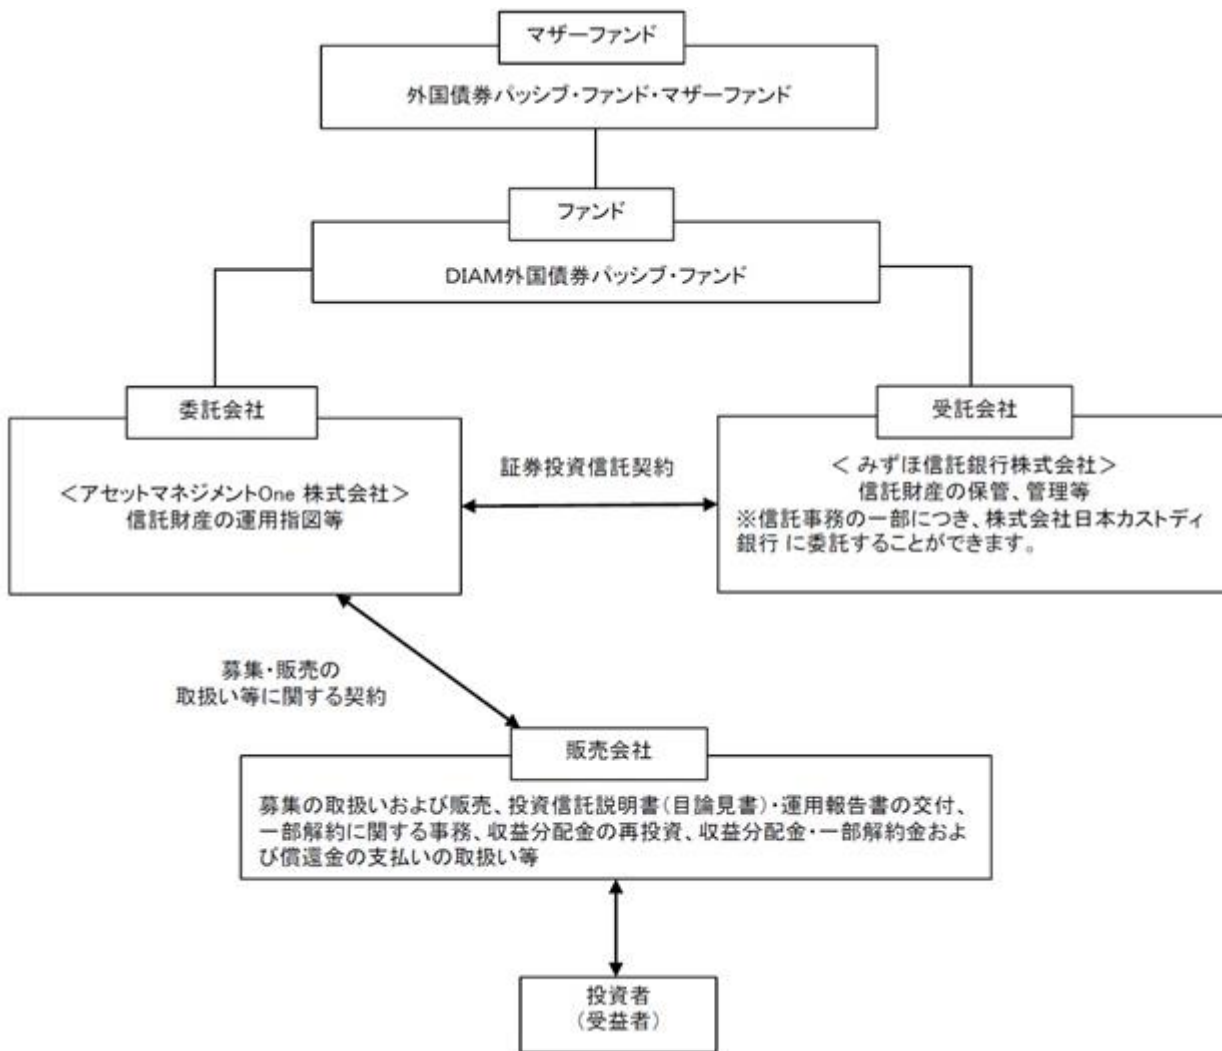 マザーファンド
外国債券パッシブ・ファンド・マザーファンド
ファンド
DIAM外国債券パッシブ・ファンド
委託会社
<アセットマネジメントOne 株式会社>
信託財産の運用指図等
証券投資信託契約
受託会社
< みずほ信託銀行株式会社>
信託財産の保管、管理等
※信託事務の一部につき、株式会社日本カストディ
銀行 に委託することができます。
募集・販売の
取扱い等に関する契約
販売会社
募集の取扱いおよび販売、投資信託説明書(目論見書)・運用報告書の交付、
一部解約に関する事務、収益分配金の再投資、収益分配金・一部解約金およ
び償還金の支払いの取扱い等
投資者
(受益者)